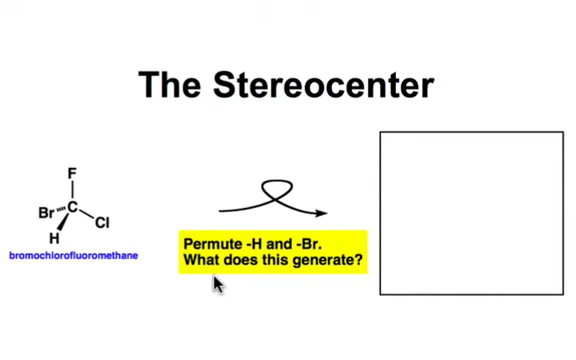 The Stereocenter
F
Br
C
Cl
H
bromochlorofluoromethane
Permute -H and -Br.
What does this generate?